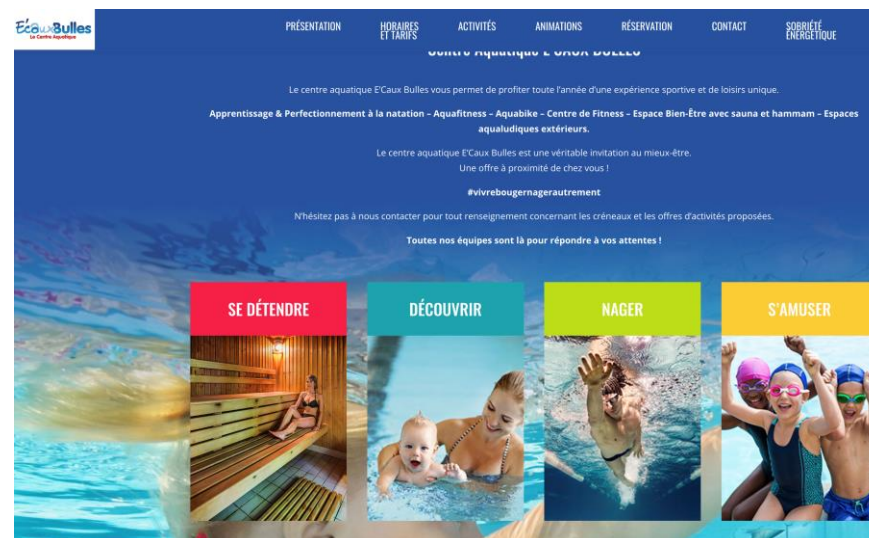 E'cauxBulles
Le Centre Aquatique
PRÉSENTATION
HORAIRES
ET TARIFS
ACTIVITÉS
ANIMATIONS
RÉSERVATION
CONTACT
SOBRIÉTÉ
ÉNERGÉTIQUE
Centre Aquatique E'CAUX BULLES
Le centre aquatique E'Caux Bulles vous permet de profiter toute l'année d'une expérience sportive et de loisirs unique.
Apprentissage & Perfectionnement à la natation – Aquafitness – Aquabike – Centre de Fitness – Espace Bien-Être avec sauna et hammam – Espaces
aqualudiques extérieurs.
Le centre aquatique E'Caux Bulles est une véritable invitation au mieux-être.
Une offre à proximité de chez vous !
#vivrebougernagerautrement
N'hésitez pas à nous contacter pour tout renseignement concernant les créneaux et les offres d'activités proposées.
Toutes nos équipes sont là pour répondre à vos attentes !
SE DÉTENDRE
DÉCOUVRIR
NAGER
S'AMUSER